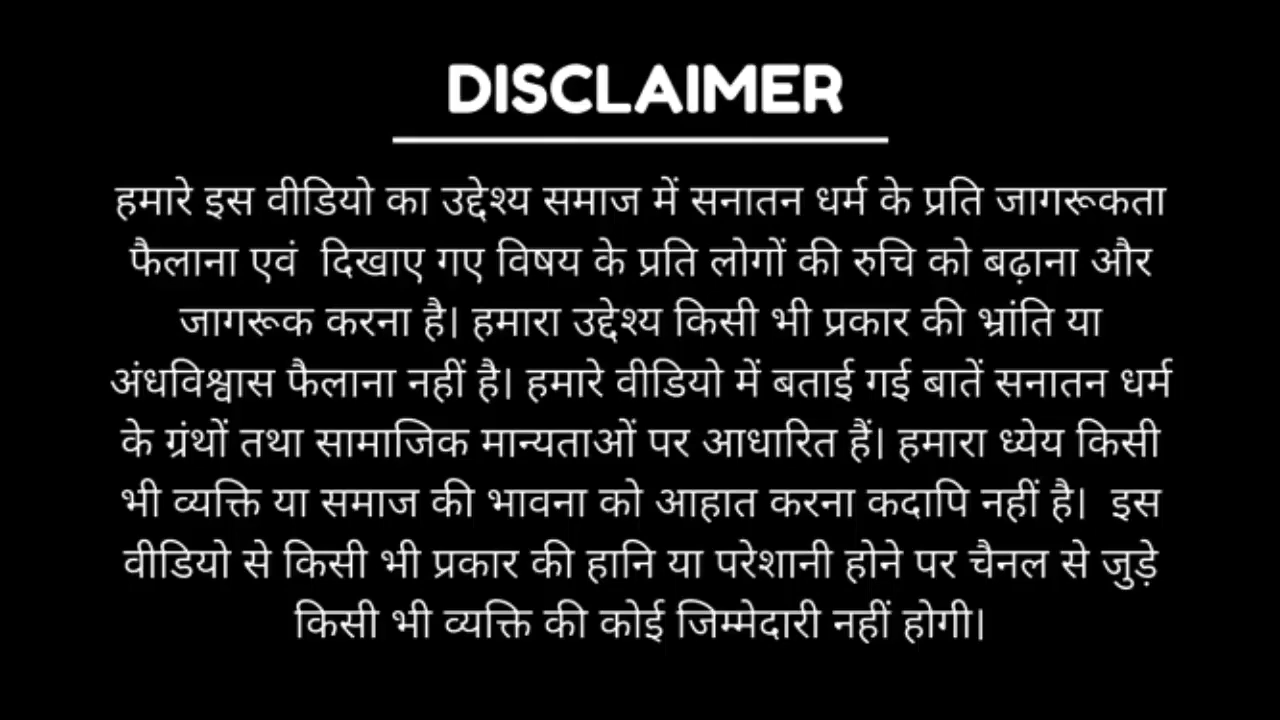 DISCLAIMER
हमारे इस वीडियो का उद्देश्य समाज में सनातन धर्म के प्रति जागरूकता
फैलाना एवं  दिखाए गए विषय के प्रति लोगों की रुचि को बढ़ाना और
जागरूक करना है। हमारा उद्देश्य किसी भी प्रकार की भ्रांति या
अंधविश्वास फैलाना नहीं है। हमारे वीडियो में बताई गई बातें सनातन धर्म
के ग्रंथों तथा सामाजिक मान्यताओं पर आधारित हैं। हमारा ध्येय किसी
भी व्यक्ति या समाज की भावना को आहात करना कदापि नहीं है।  इस
वीडियो से किसी भी प्रकार की हानि या परेशानी होने पर चैनल से जुड़े
किसी भी व्यक्ति की कोई जिम्मेदारी नहीं होगी।